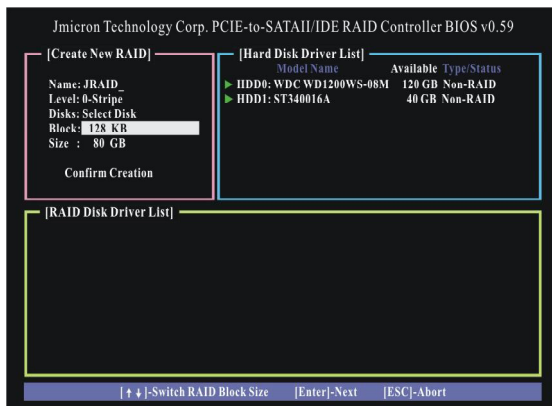 Jmicron Technology Corp. PCIE-to-SATAII/IDE RAID Controller BIOS v0.59
[Create New RAID]
Name: JRAID_
Level: 0-Stripe
Disks: Select Disk
Block: 128 KB
Size : 80 GB
Confirm Creation
[Hard Disk Driver List]
Model Name Available Type/Status
HDD0: WDC WD1200WS-08M 120 GB Non-RAID
HDD1: ST340016A 40 GB Non-RAID
[RAID Disk Driver List]
[↑↓]-Switch RAID Block Size [Enter]-Next [ESC]-Abort